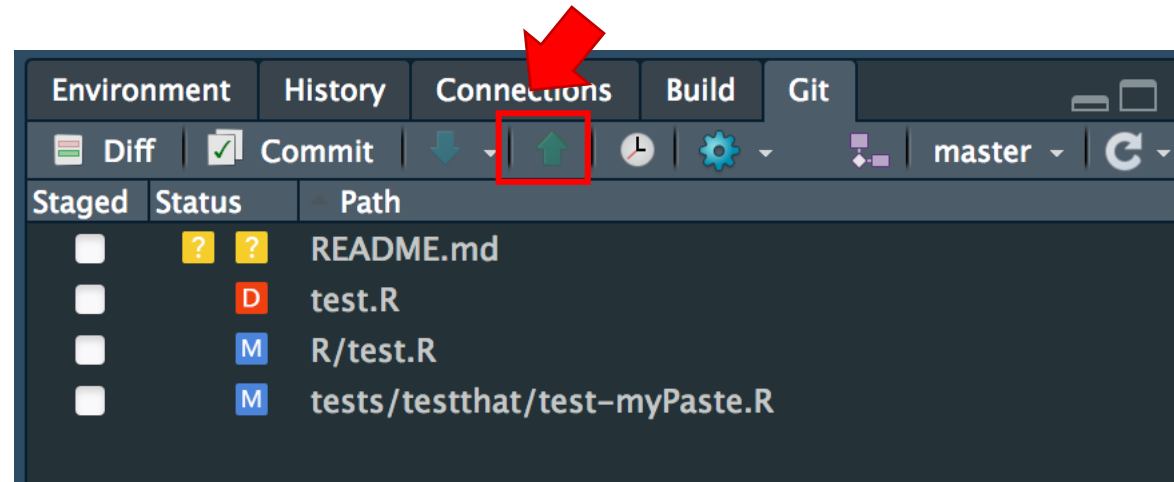 Environment History Connections Build Git
Diff Commit master
Staged Status Path
? ? README.md
D test.R
M R/test.R
M tests/testthat/test-myPaste.R